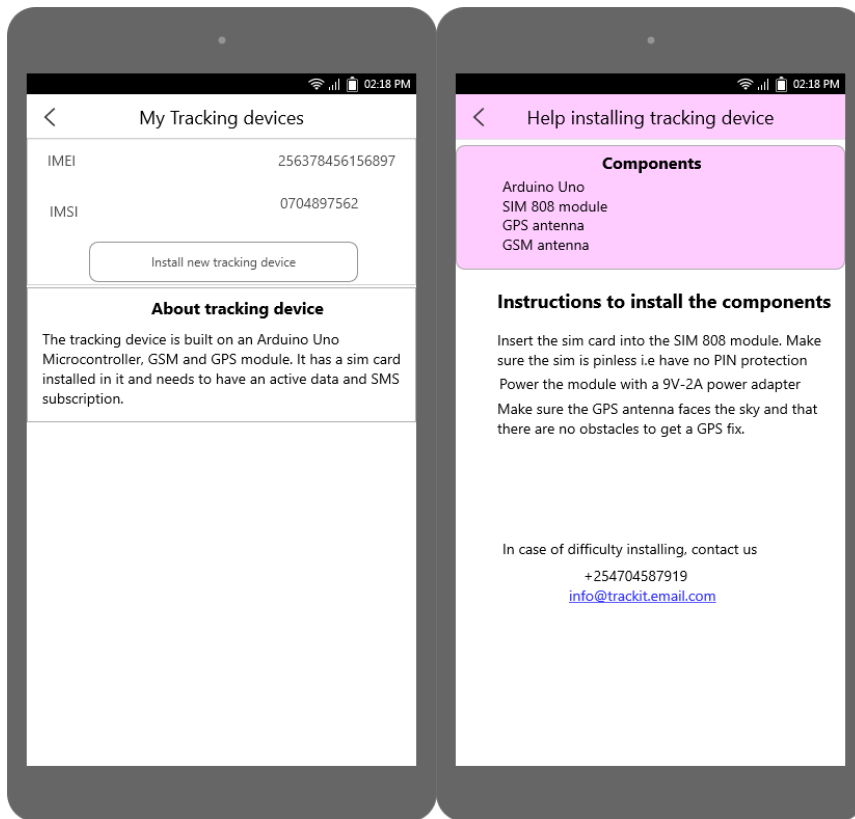 02:18 PM
My Tracking devices
IMEI 256378456156897
IMSI 0704897562
Install new tracking device
About tracking device
The tracking device is built on an Arduino Uno
Microcontroller, GSM and GPS module. It has a sim card
installed in it and needs to have an active data and SMS
subscription.
02:18 PM
Help installing tracking device
Components
Arduino Uno
SIM 808 module
GPS antenna
GSM antenna
Instructions to install the components
Insert the sim card into the SIM 808 module. Make
sure the sim is pinless i.e have no PIN protection
Power the module with a 9V-2A power adapter
Make sure the GPS antenna faces the sky and that
there are no obstacles to get a GPS fix.
In case of difficulty installing, contact us
+254704587919
info@trackit.email.com